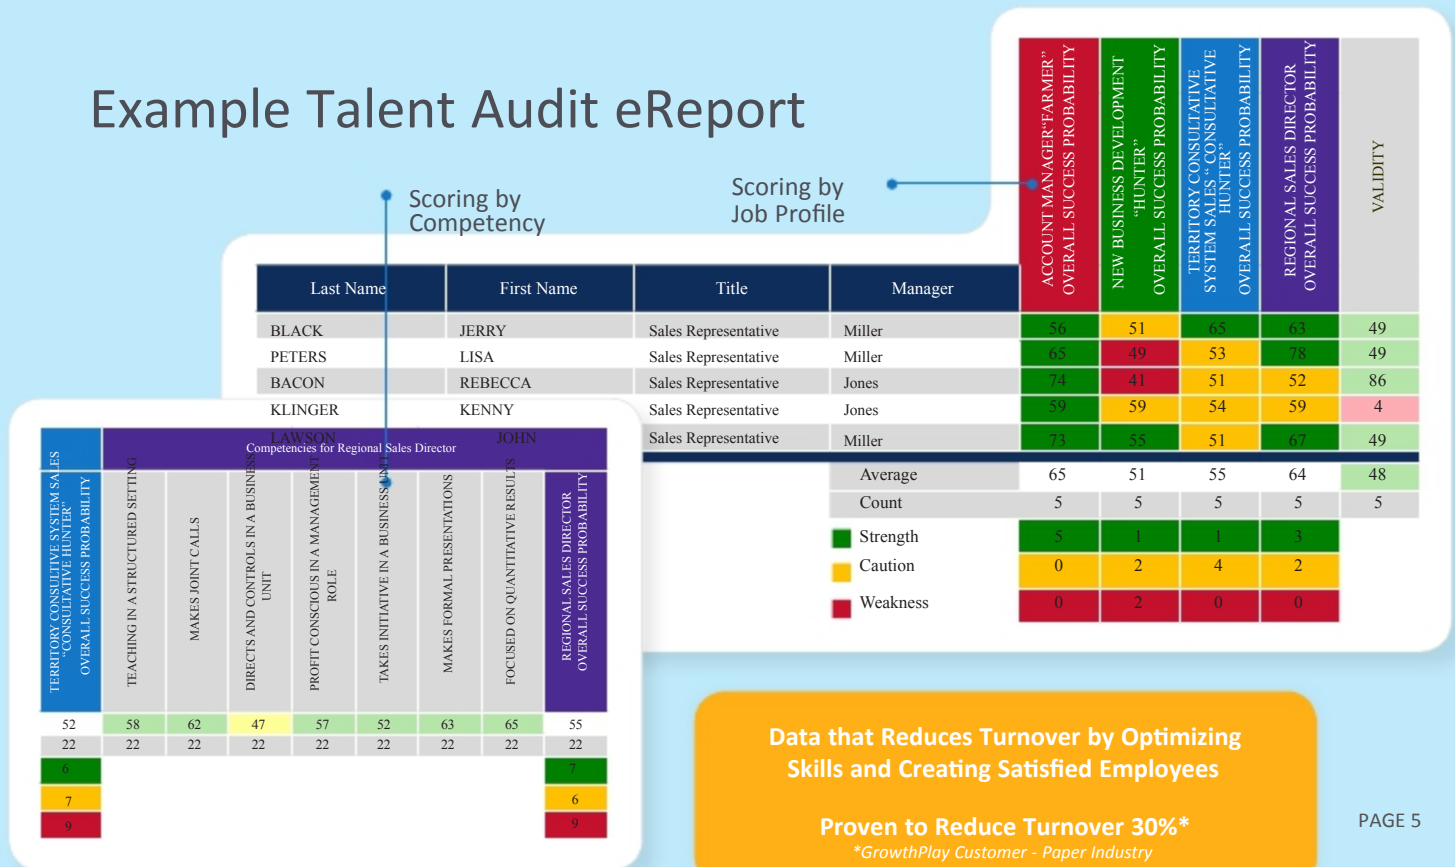 Example Talent Audit eReport
Scoring by
Competency
Scoring by
Job Profile
ACCOUNT MANAGER“FARMER”
OVERALL SUCCESS PROBABILITY
NEW BUSINESS DEVELOPMENT
“HUNTER”
OVERALL SUCCESS PROBABILITY
TERRITORY CONSULTATIVE
SYSTEM SALES “ CONSULTATIVE
HUNTER”
OVERALL SUCCESS PROBABILITY
REGIONAL SALES DIRECTOR
OVERALL SUCCESS PROBABILITY
VALIDITY
Last Name First Name Title Manager
BLACK JERRY Sales Representative Miller 56 51 65 63 49
PETERS LISA Sales Representative Miller 65 49 53 78 49
BACON REBECCA Sales Representative Jones 74 41 51 52 86
KLINGER KENNY Sales Representative Jones 59 59 54 59 4
LAWSON JOHN Sales Representative Miller 73 55 51 67 49
Average 65 51 55 64 48
Count 5 5 5 5 5
Strength 5 1 1 3
Caution 0 2 4 2
Weakness 0 2 0 0
Competencies for Regional Sales Director
TERRITORY CONSULTIVE SYSTEM SALES
“CONSULTATIVE HUNTER”
OVERALL SUCCESS PROBABILITY
TEACHING IN A STRUCTURED SETTING
MAKES JOINT CALLS
DIRECTS AND CONTROLS IN A BUSINESS
UNIT
PROFIT CONSCIOUS IN A MANAGEMENT
ROLE
TAKES INITIATIVE IN A BUSINESS UNIT
MAKES FORMAL PRESENTATIONS
FOCUSED ON QUANTITATIVE RESULTS
REGIONAL SALES DIRECTOR
OVERALL SUCCESS PROBABILITY
52 58 62 47 57 52 63 65 55
22 22 22 22 22 22 22 22 22
6 7
7 6
9 9
Data that Reduces Turnover by Optimizing
Skills and Creating Satisfied Employees
Proven to Reduce Turnover 30%*
*GrowthPlay Customer - Paper Industry
PAGE 5